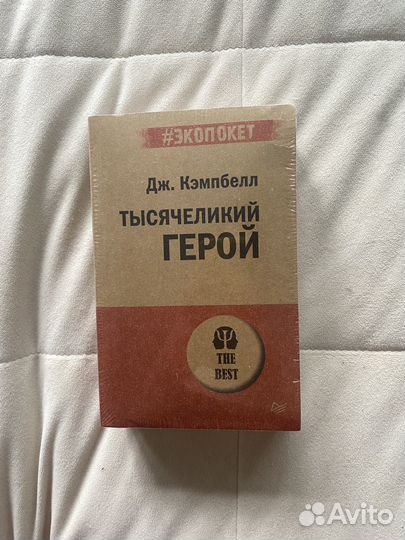 #ЭКОПОКЕТ
Дж. Кэмпбелл
ТЫСЯЧЕЛИКИЙ
ГЕРОЙ
THE
BEST
Avito